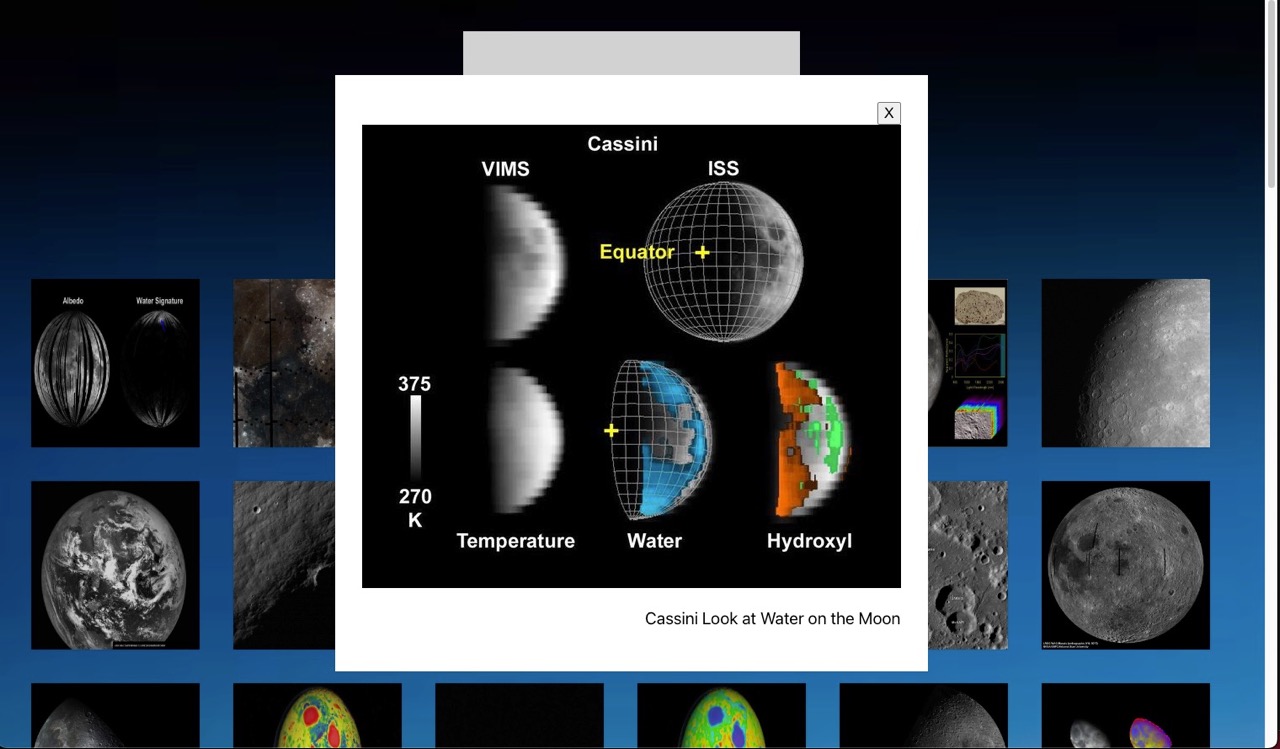 X
Cassini
VIMS
ISS
Equator
375
270
K
Temperature
Water
Hydroxyl
Cassini Look at Water on the Moon
Albedo
Water Signature